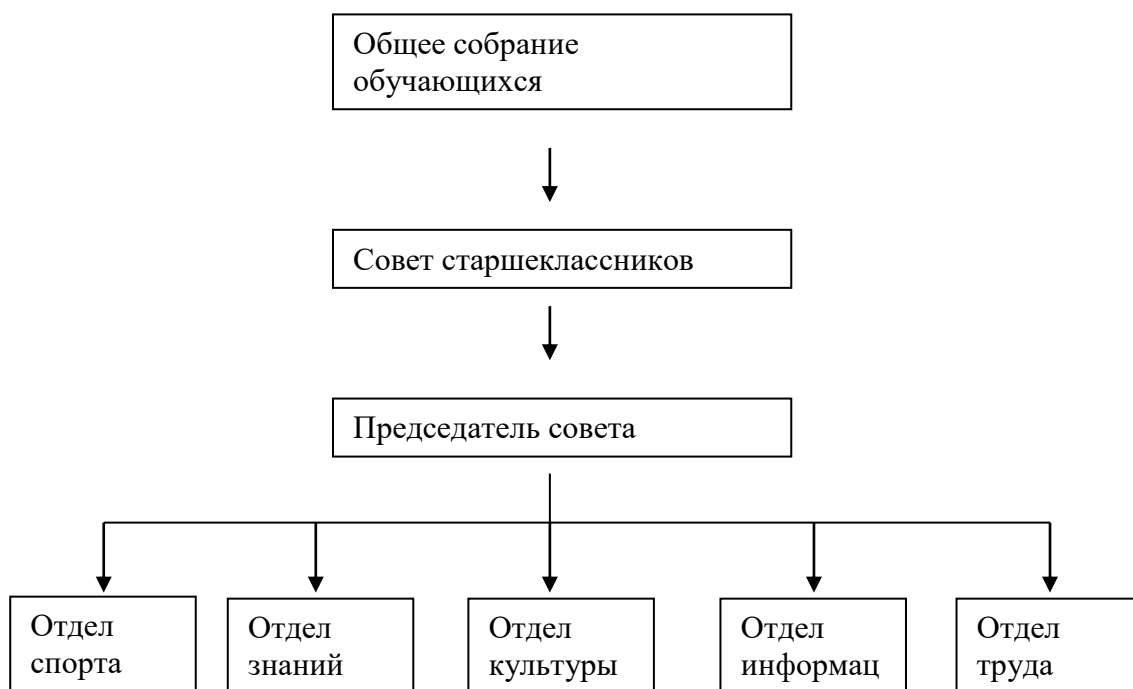 Общее собрание
обучающихся
Совет старшеклассников
Председатель совета
Отдел
спорта
Отдел
знаний
Отдел
культуры
Отдел
информац
Отдел
труда